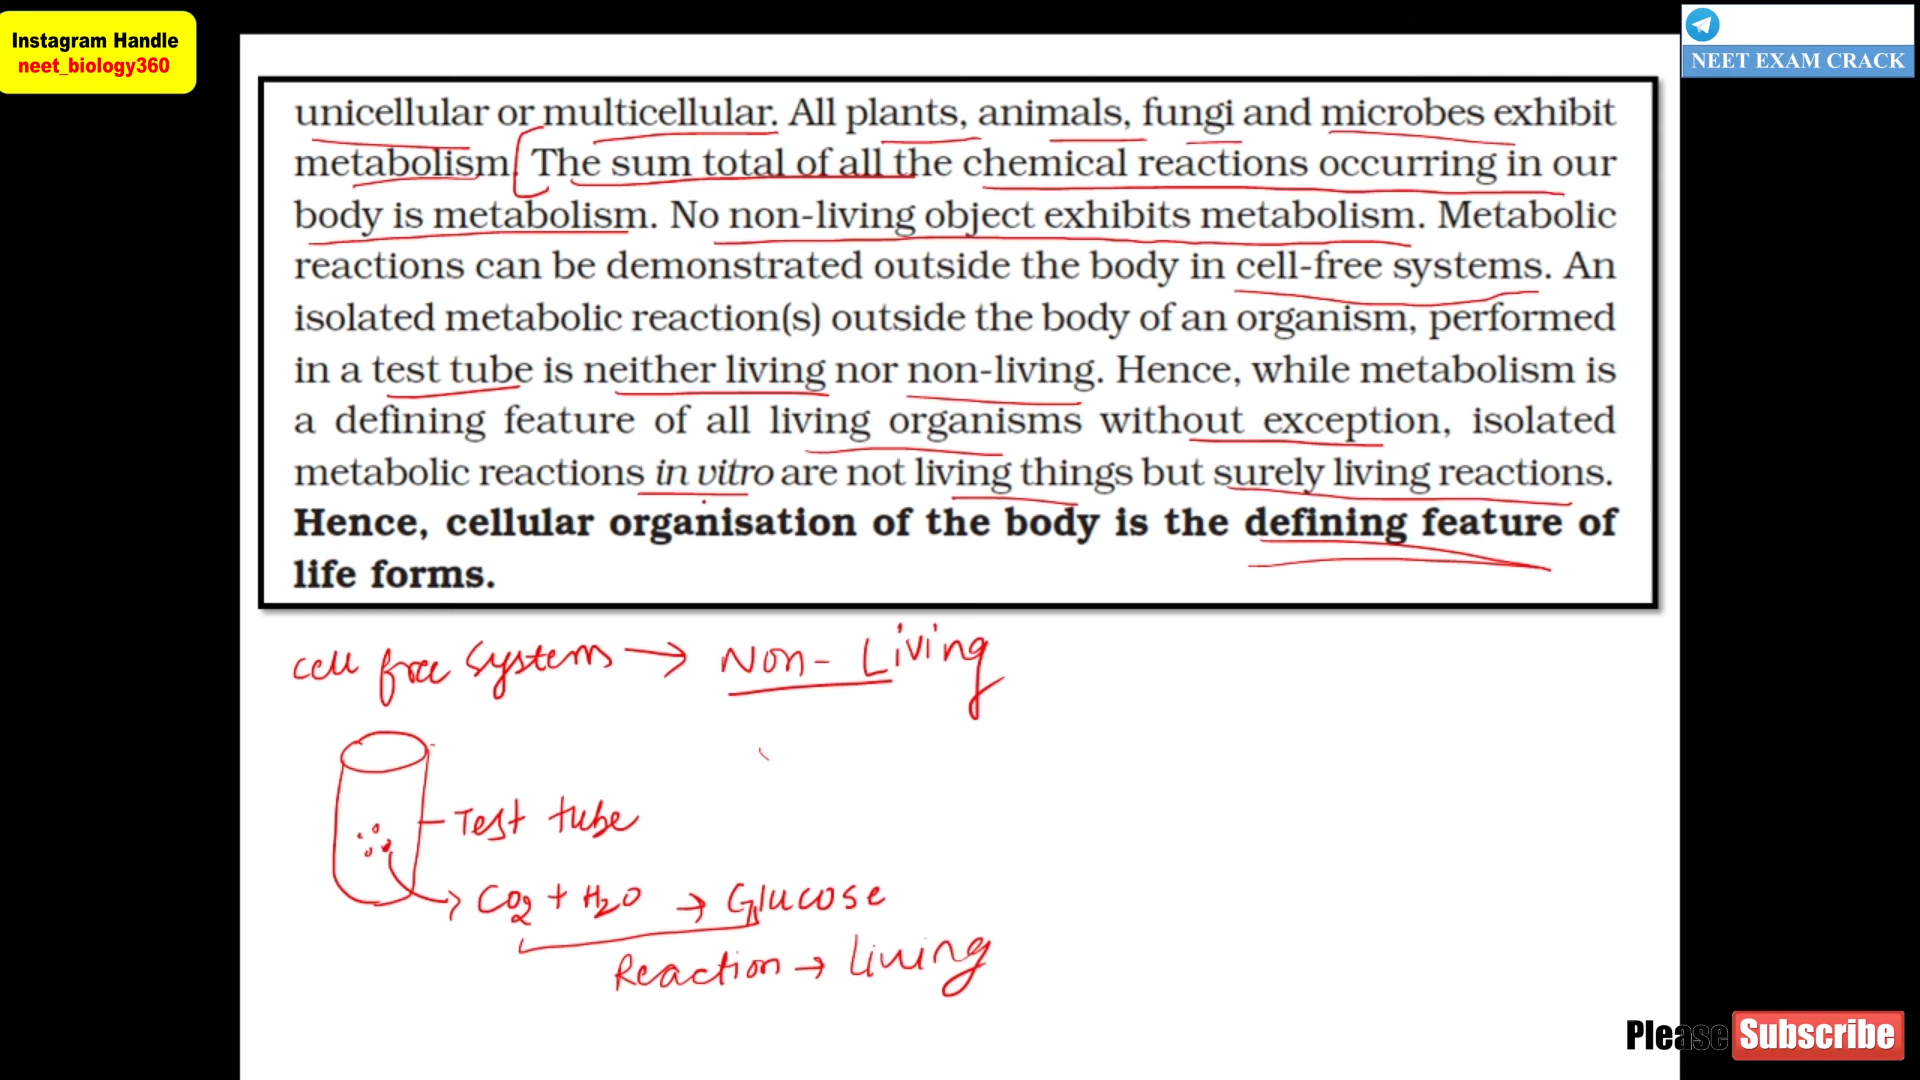 Instagram Handle
neet_biology360
NEET EXAM CRACK
unicellular or multicellular. All plants, animals, fungi and microbes exhibit
metabolism. The sum total of all the chemical reactions occurring in our
body is metabolism. No non-living object exhibits metabolism. Metabolic
reactions can be demonstrated outside the body in cell-free systems. An
isolated metabolic reaction(s) outside the body of an organism, performed
in a test tube is neither living nor non-living. Hence, while metabolism is
a defining feature of all living organisms without exception, isolated
metabolic reactions in vitro are not living things but surely living reactions.
Hence, cellular organisation of the body is the defining feature of
life forms.
cell free systems → Non-Living
Test tube
CO2 + H2O → Glucose
Reaction → Living
Please Subscribe